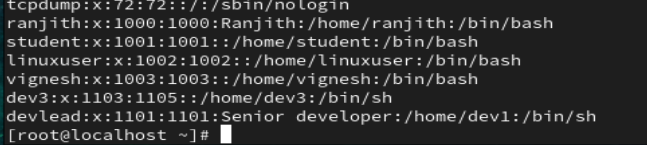 tcpdump:x:72:72::/:/sbin/nologin
ranjith:x:1000:1000:Ranjith:/home/ranjith:/bin/bash
student:x:1001:1001::/home/student:/bin/bash
linuxuser:x:1002:1002::/home/linuxuser:/bin/bash
vignesh:x:1003:1003::/home/vignesh:/bin/bash
dev3:x:1103:1105::/home/dev3:/bin/sh
devlead:x:1101:1101:Senior developer:/home/dev1:/bin/sh
[root@localhost ~]#